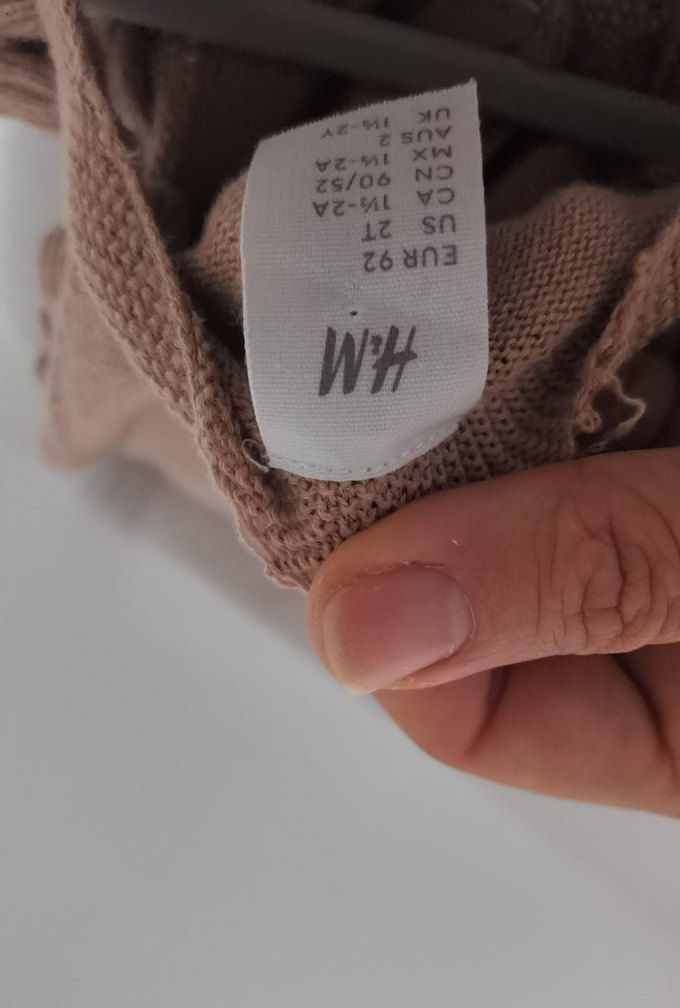 H&M
EUR 92
US 2T
CA 1½-2A
CN 90/52
MX 1½-2A
AUS 2
UK 1½-2Y